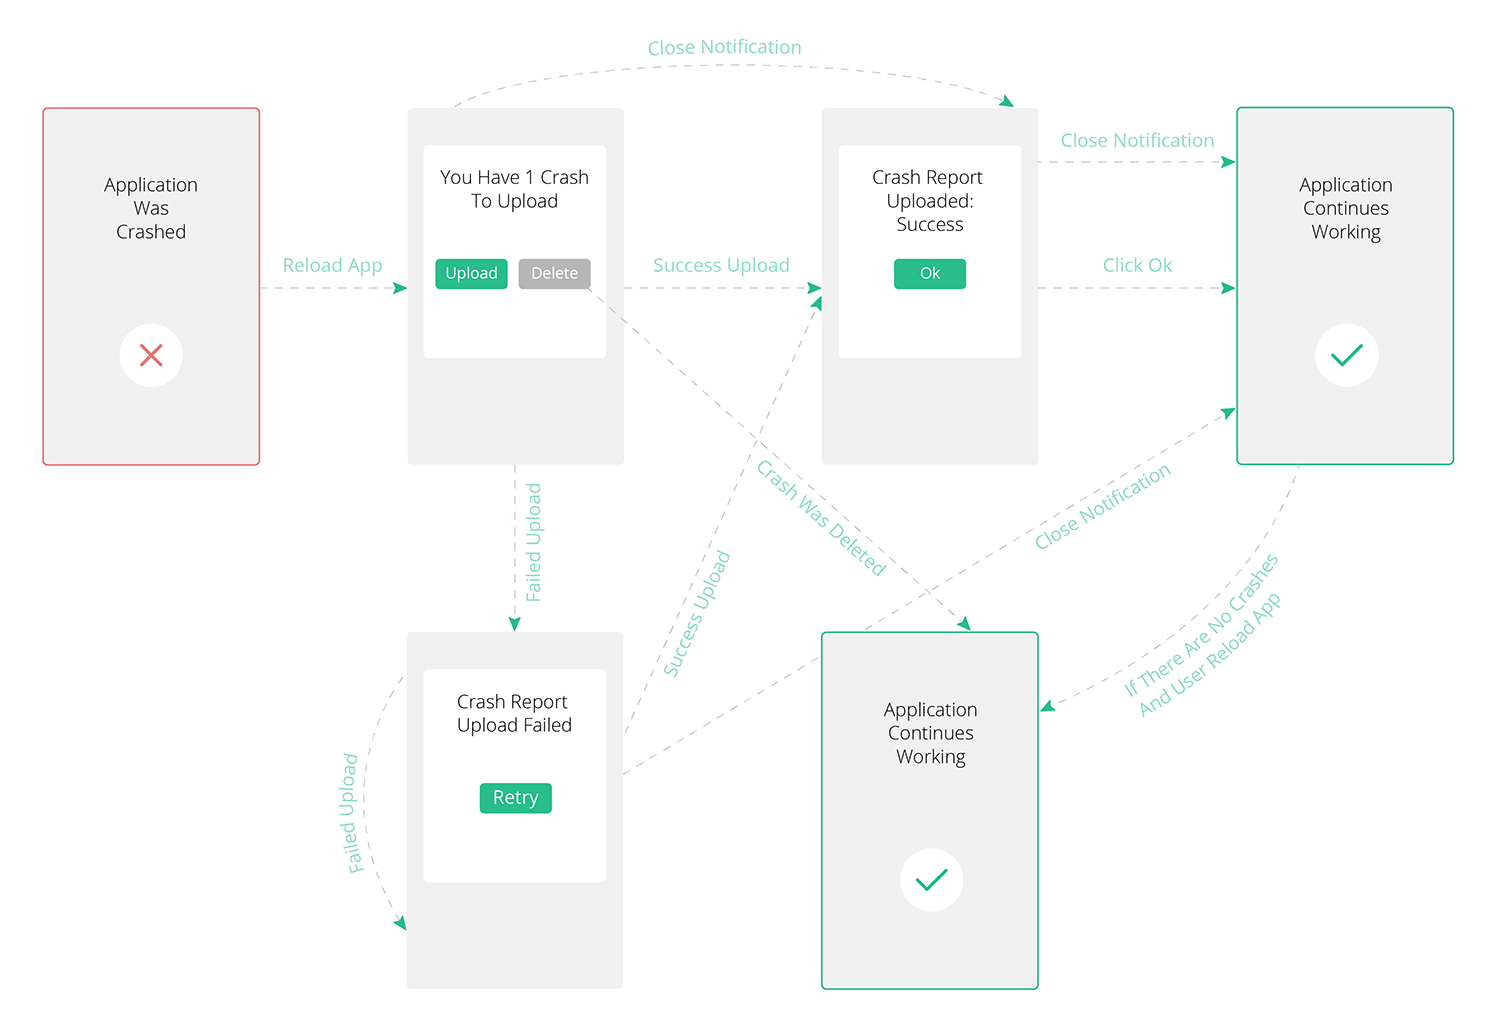 Close Notification
Application
Was
Crashed
Reload App
You Have 1 Crash
To Upload
Upload
Delete
Success Upload
Crash Report
Uploaded:
Success
Ok
Close Notification
Click Ok
Application
Continues
Working
Failed Upload
Crash Was Deleted
Success Upload
Close Notification
If There Are No Crashes
And User Reload App
Failed Upload
Crash Report
Upload Failed
Retry
Application
Continues
Working